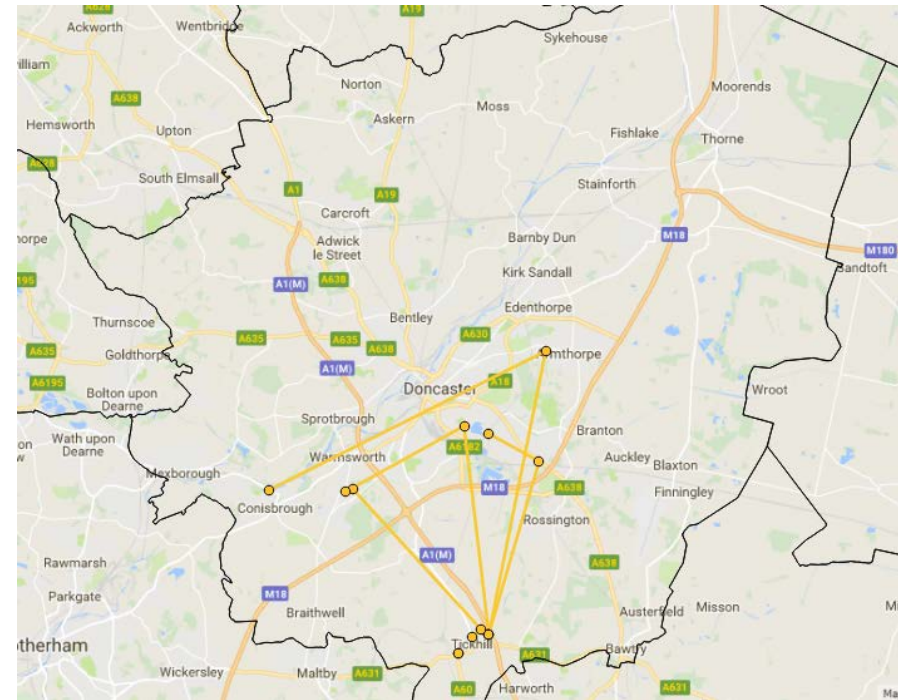 A628
A19
Ackworth
Wentbridge
Sykehouse
Norton
Moorends
A638
Askern
Moss
Hemsworth
Upton
Fishlake
Thorne
A628
South Elmsall
A1
A19
Stainforth
Carcroft
Adwick
le Street
Barnby Dun
M18
M180
A638
Kirk Sandall
Sandtoft
A1(M)
Edenthorpe
Thurnscoe
Bentley
A630
A635
A635
A638
A635
Goldthorpe
A1(M)
A6195
A18
Doncaster
Bolton upon
Dearne
Wroot
Sprotbrough
Wath upon
Dearne
Branton
Warmsworth
Auckley
Blaxton
Mexborough
M18
A638
Finningley
Conisbrough
Rossington
A1(M)
Rawmarsh
A638
Parkgate
M18
Braithwell
Austerfield
Misson
Tickhill
A631
Bawtry
Wickersley
Maltby
A631
A60
Harworth
A631